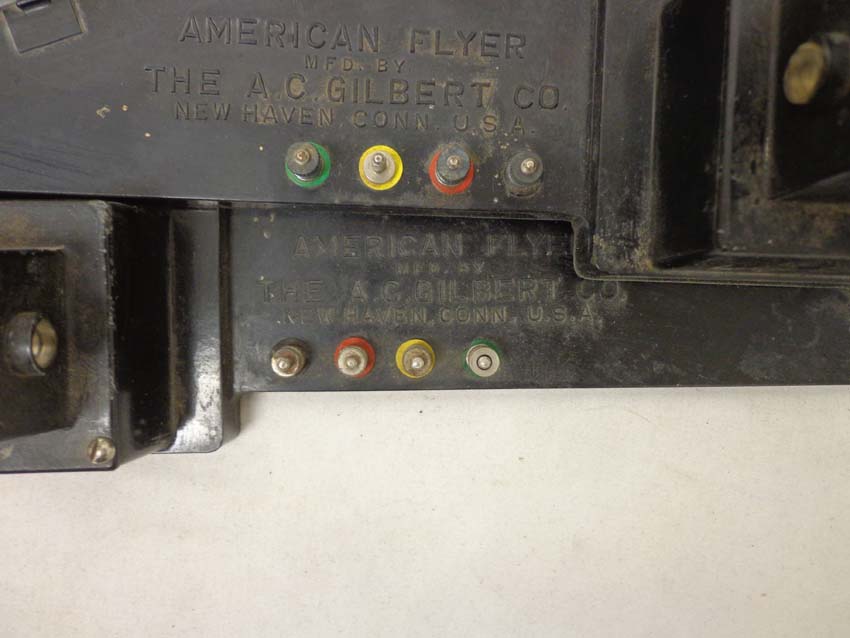 AMERICAN FLYER
MFD. BY
THE A.C. GILBERT CO.
NEW HAVEN CONN. U.S.A.
AMERICAN FLYE
MFD. BY
THE A.C. GILBERT CO.
NEW HAVEN, CONN. U.S.A.